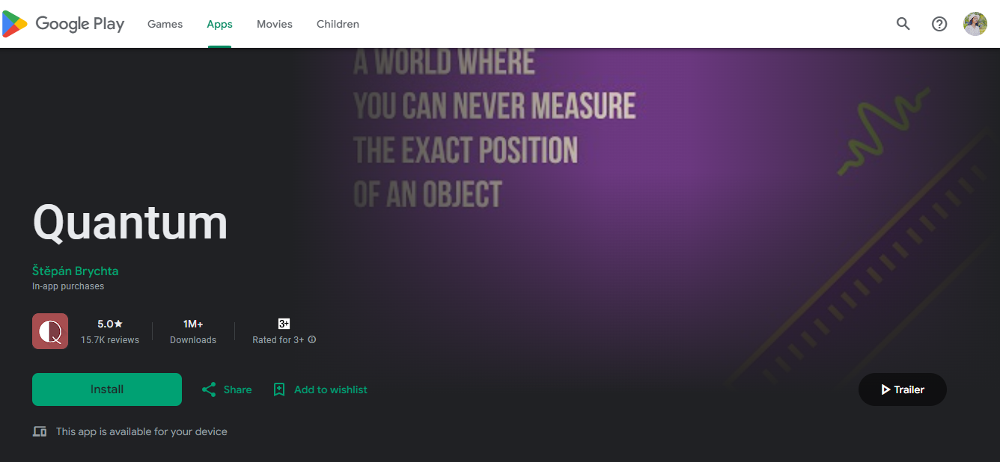 Google Play Games Apps Movies Children
A WORLD WHERE
YOU CAN NEVER MEASURE
THE EXACT POSITION
OF AN OBJECT
Quantum
Štěpán Brychta
In-app purchases
5.0★ 1M+ 3+
15.7K reviews Downloads Rated for 3+
Install Share Add to wishlist Trailer
This app is available for your device